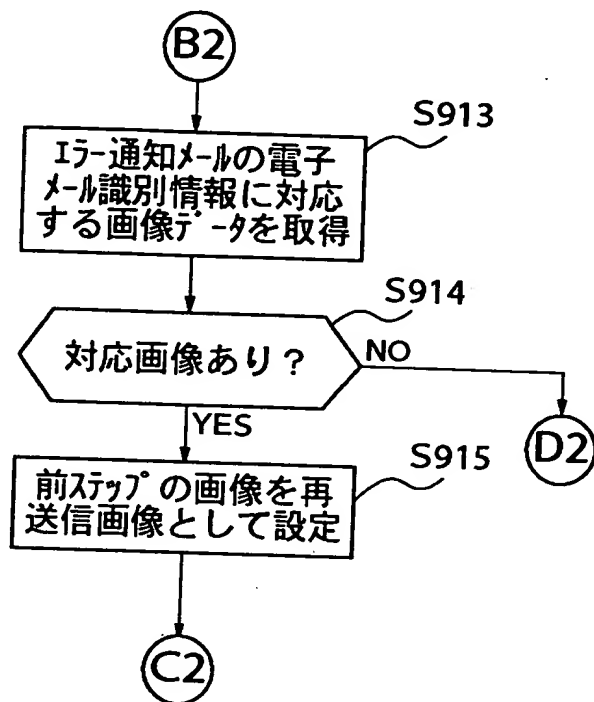 B2
S913
ｴﾗｰ通知ﾒｰﾙの電子
ﾒｰﾙ識別情報に対応
する画像ﾃﾞｰﾀを取得
S914
対応画像あり？
NO
YES
D2
S915
前ｽﾃｯﾌﾟの画像を再
送信画像として設定
C2